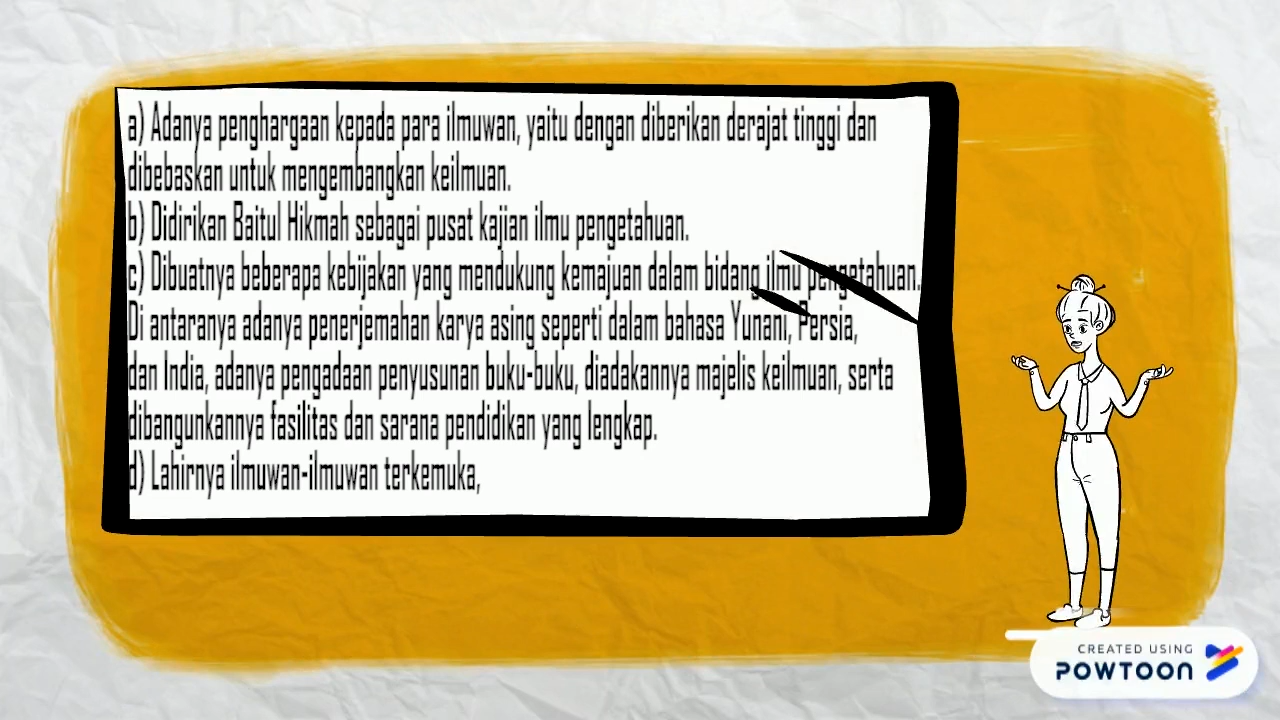 a) Adanya penghargaan kepada para ilmuwan, yaitu dengan diberikan derajat tinggi dan
dibebaskan untuk mengembangkan keilmuan.
b) Didirikan Baitul Hikmah sebagai pusat kajian ilmu pengetahuan.
c) Dibuatnya beberapa kebijakan yang mendukung kemajuan dalam bidang ilmu pengetahuan.
Di antaranya adanya penerjemahan karya asing seperti dalam bahasa Yunani, Persia,
dan India, adanya pengadaan penyusunan buku-buku, diadakannya majelis keilmuan, serta
dibangunkannya fasilitas dan sarana pendidikan yang lengkap.
d) Lahirnya ilmuwan-ilmuwan terkemuka,
CREATED USING
POWTOON